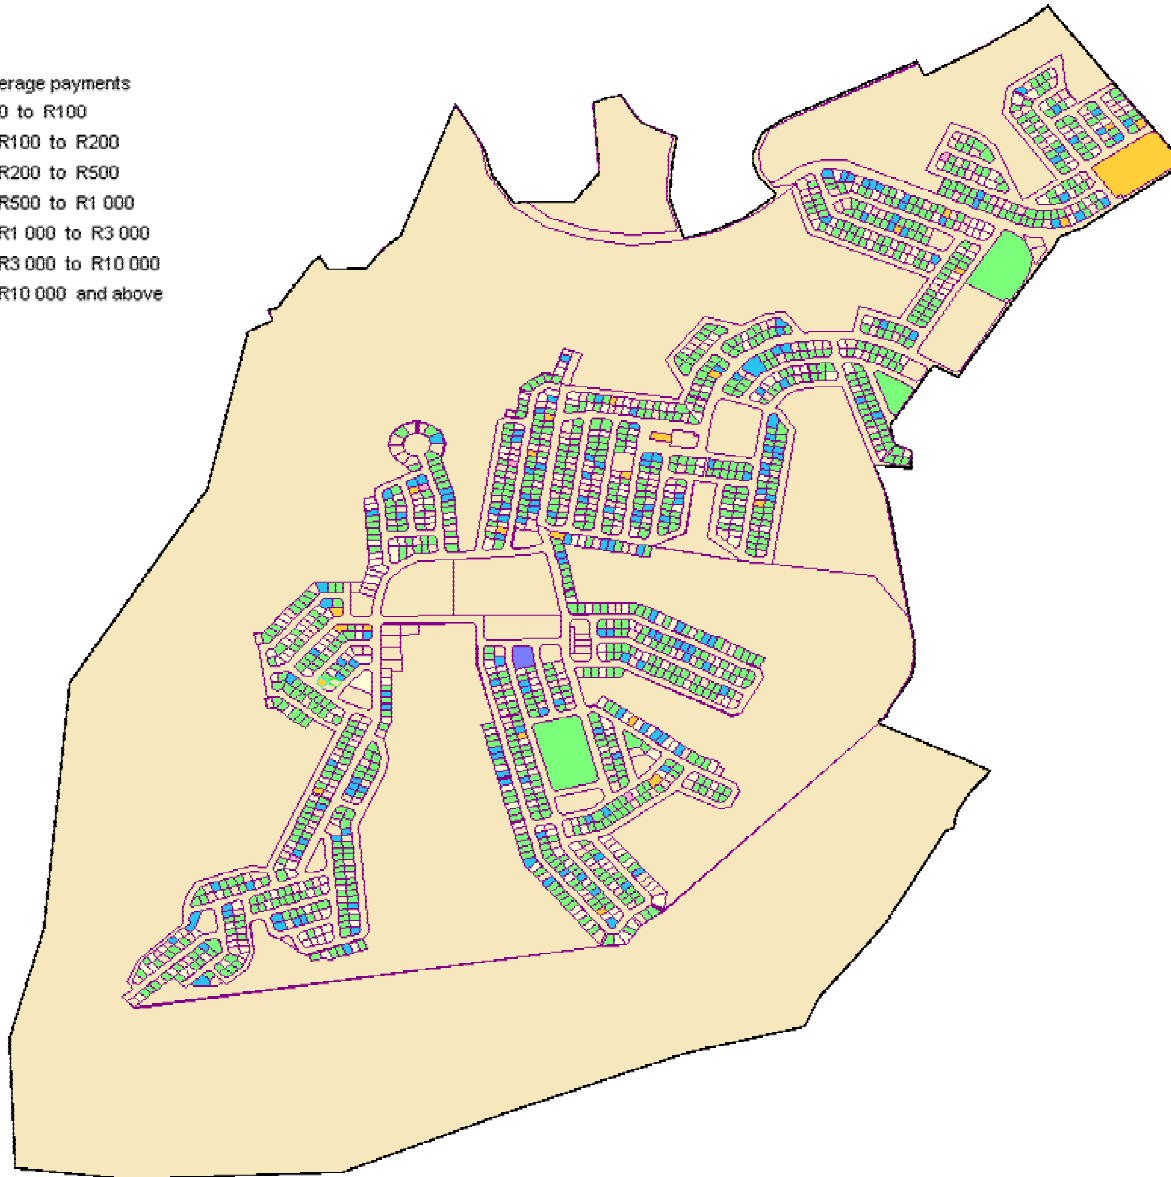 erage payments
0 to R100
R100 to R200
R200 to R500
R500 to R1 000
R1 000 to R3 000
R3 000 to R10 000
R10 000 and above